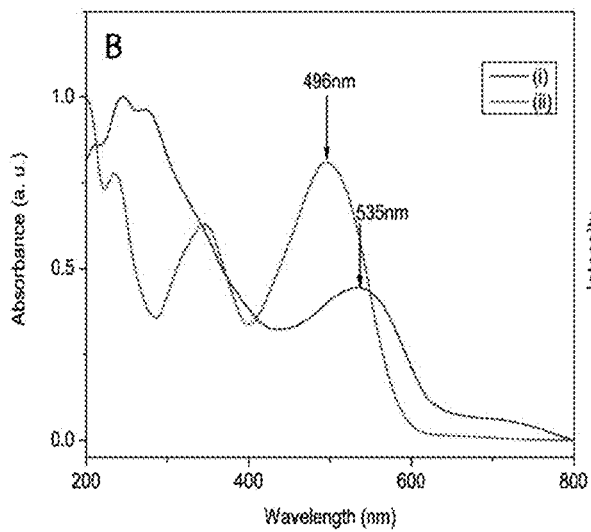 B
496nm
535nm
(i)
(ii)
Absorbance (a. u.)
1.0
0.5
0.0
200
400
600
800
Wavelength (nm)